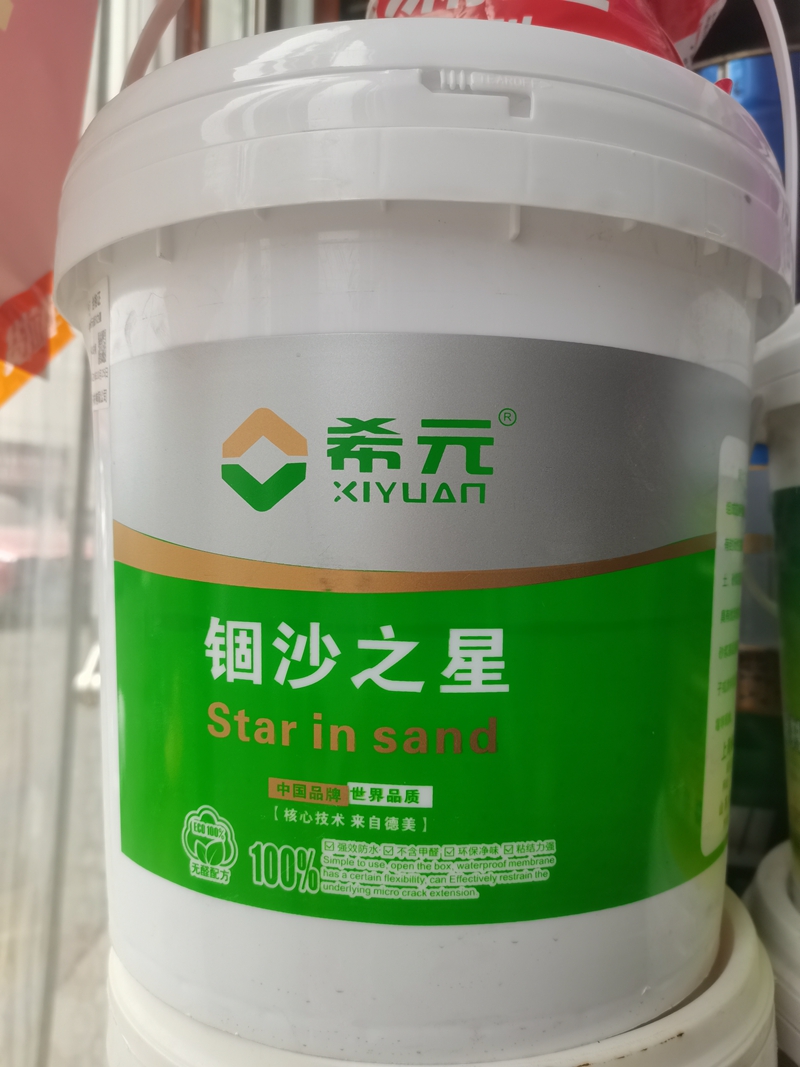 希元®
XIYUAN
锢沙之星
Star in sand
中国品牌 世界品质
【核心技术 来自德美】
ECO 100%
无醛配方
100%
☑强效防水 ☑不含甲醛 ☑环保净味 ☑粘结力强
Simple to use, open the box, waterproof membrane
has a certain flexibility, can Effectively restrain the
underlying micro crack extension.